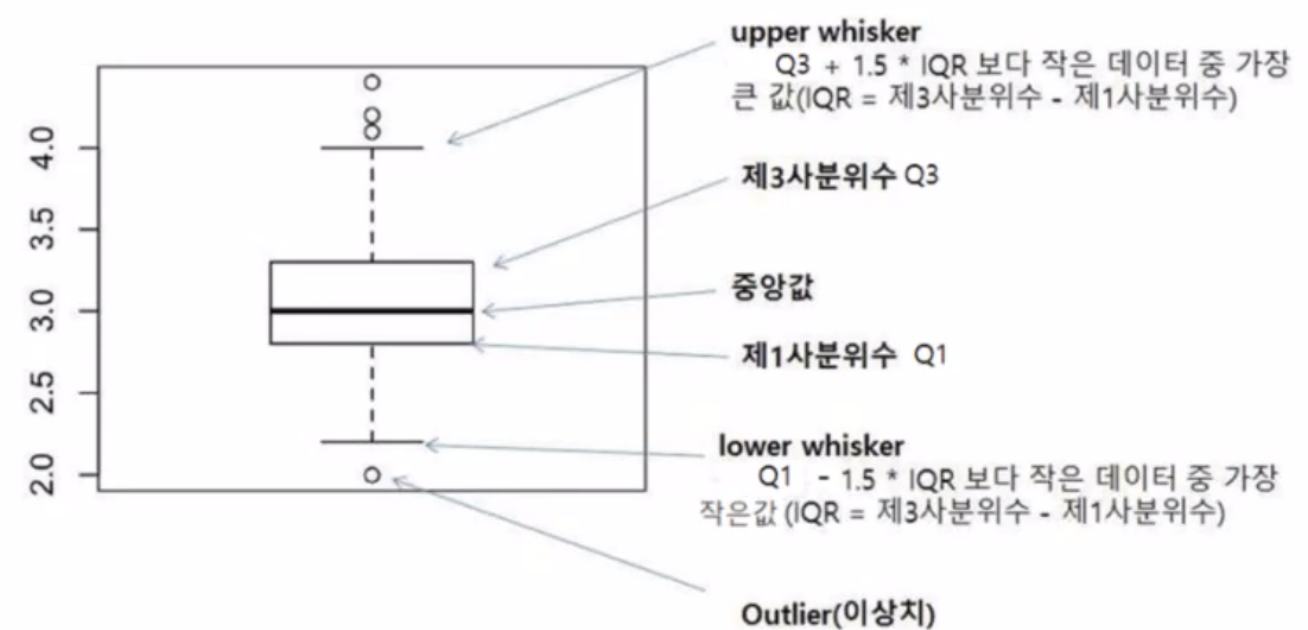 upper whisker
Q3 + 1.5 * IQR 보다 작은 데이터 중 가장
큰 값(IQR = 제3사분위수 - 제1사분위수)
4.0
제3사분위수 Q3
3.5
중앙값
3.0
제1사분위수 Q1
2.5
lower whisker
Q1 - 1.5 * IQR 보다 작은 데이터 중 가장
작은값 (IQR = 제3사분위수 - 제1사분위수)
2.0
Outlier(이상치)